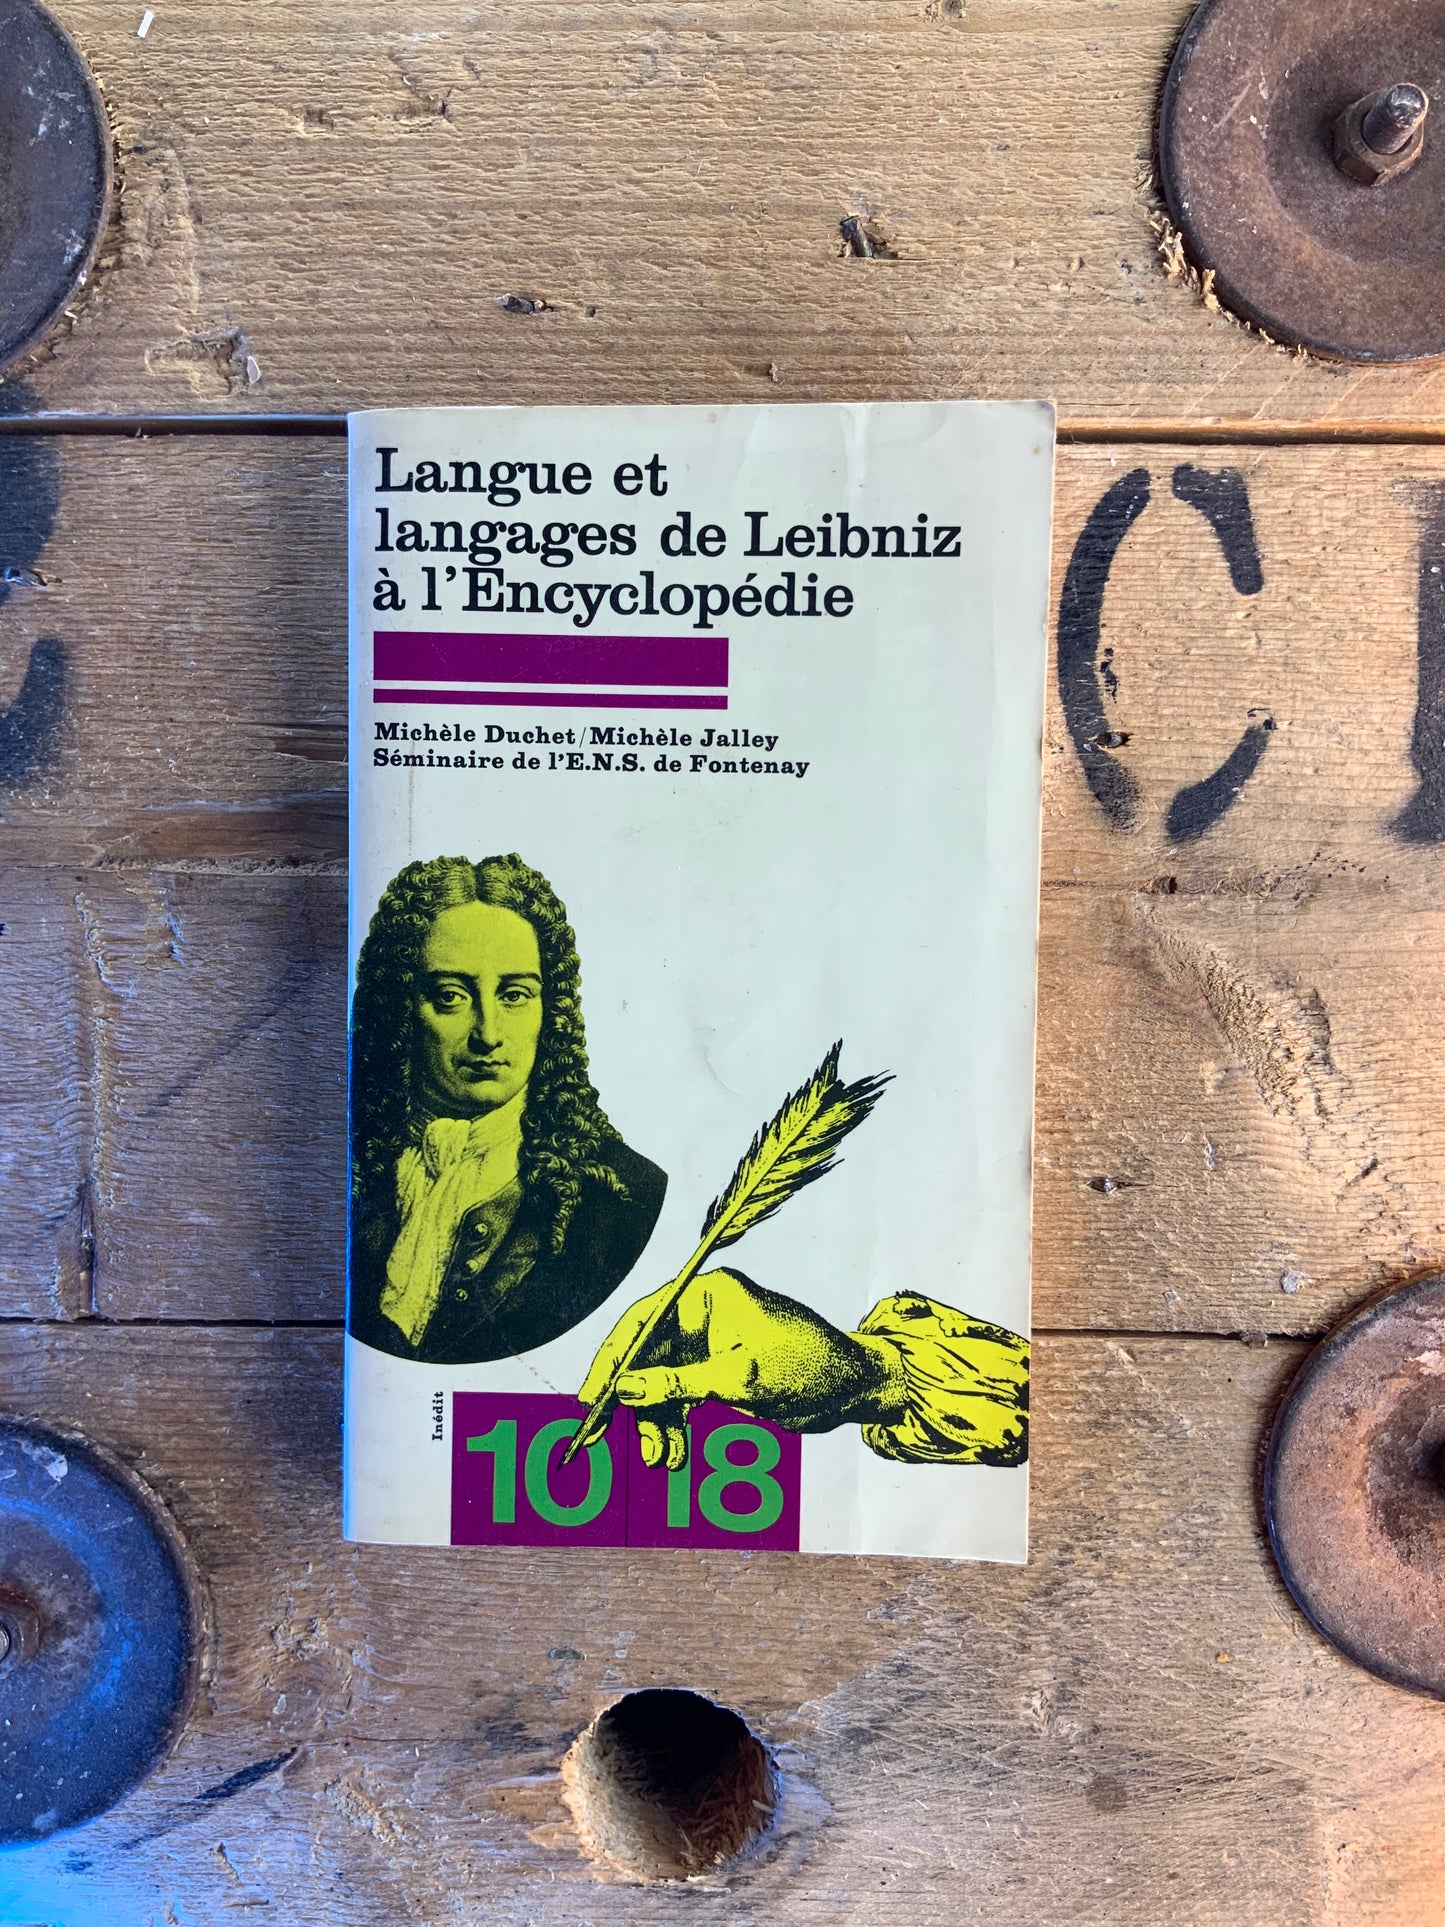 Langue et
langages de Leibniz
à l'Encyclopédie
Michèle Duchet/Michèle Jalley
Séminaire de l'E.N.S. de Fontenay
Inédit
10 18
C